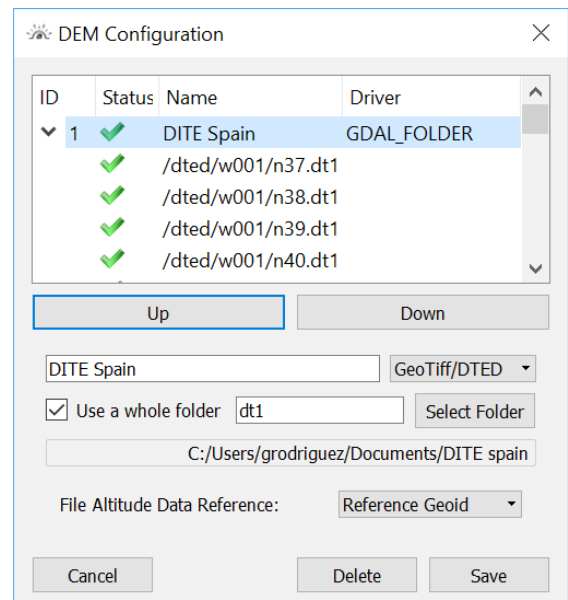 DEM Configuration
ID Status Name Driver
1 DITE Spain GDAL_FOLDER
/dted/w001/n37.dt1
/dted/w001/n38.dt1
/dted/w001/n39.dt1
/dted/w001/n40.dt1
Up Down
DITE Spain GeoTiff/DTED
Use a whole folder dt1 Select Folder
C:/Users/grodriguez/Documents/DITE spain
File Altitude Data Reference: Reference Geoid
Cancel Delete Save